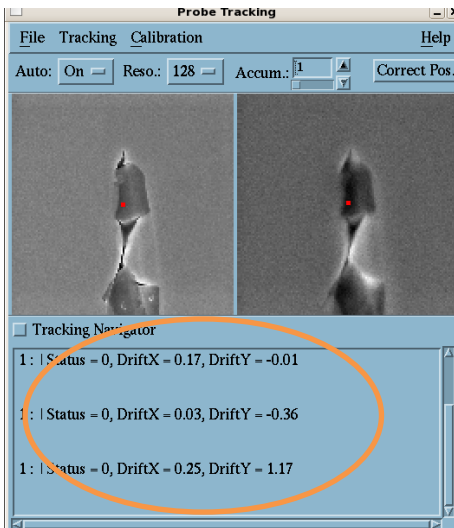 Probe Tracking
File Tracking Calibration Help
Auto: On Reso.: 128 Accum.: 1 Correct Pos.
Tracking Navigator
1 : | Status = 0, DriftX = 0.17, DriftY = -0.01
1 : | Status = 0, DriftX = 0.03, DriftY = -0.36
1 : | Status = 0, DriftX = 0.25, DriftY = 1.17